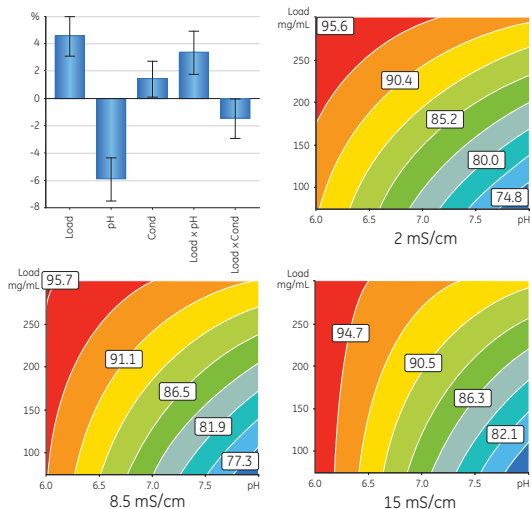 %
6
4
2
0
-2
-4
-6
-8
Load
pH
Cond
Load x pH
Load x Cond
Load
mg/mL
250
200
150
100
95.6
90.4
85.2
80.0
74.8
6.0 6.5 7.0 7.5 pH
2 mS/cm
Load
mg/mL
250
200
150
100
95.7
91.1
86.5
81.9
77.3
6.0 6.5 7.0 7.5 pH
8.5 mS/cm
Load
mg/mL
250
200
150
100
94.7
90.5
86.3
82.1
6.0 6.5 7.0 7.5 pH
15 mS/cm